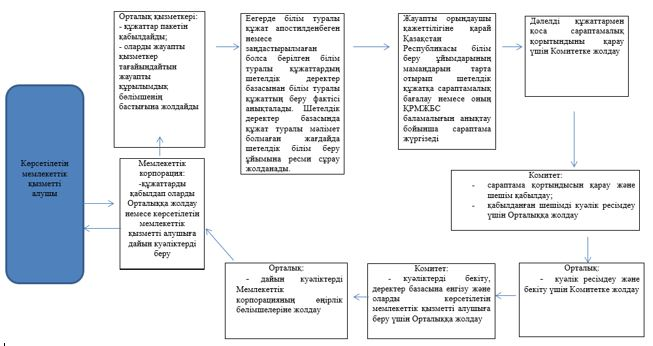 Көрсетілетін
мемлекеттік
қызметті
алушы
Мемлекеттік
корпорация:
-құжаттарды
қабылдап оларды
Орталыққа жолдау
немесе көрсетілетін
мемлекеттік
қызметті алушыға
дайын куәліктерді
беру
Орталық қызметкері:
- құжаттар пакетін
қабылдайды;
- оларды жауапты
қызметкер
тағайындайтын
жауапты
құрылымдық
бөлімшенің
бастығына жолдайды
Еегерде білім туралы
құжат апостилденбеген
немесе
заңдастырылмаған
болса берілген білім
туралы құжаттардың
шетелдік деректер
базасынан білім туралы
құжаттың беру фактісі
анықталады. Шетелдік
деректер базасында
құжат туралы мәлімет
болмаған жағдайда
шетелдік білім беру
ұйымына ресми сұрау
жолданады.
Жауапты орындаушы
қажеттілігіне қарай
Қазақстан
Республикасы білім
беру ұйымдарының
мамандарын тарта
отырып шетелдік
құжатқа сараптамалық
бағалау немесе оның
ҚРМЖБС
баламалығын анықтау
бойынша сараптама
жүргізеді
Дәлелді құжаттармен
қоса сараптамалық
қорытындыны қарау
үшін Комитетке жолдау
Комитет:
- сараптама қортындысын қарау және
шешім қабылдау;
- қабылданған шешімді куәлік ресімдеу
үшін Орталыққа жолдау
Орталық:
- куәлік ресімдеу және
бекіту үшін Комитетке жолдау
Комитет:
- куәліктерді бекіту,
деректер базасына енгізу және
оларды көрсетілетін
мемлекеттік қызметті алушыға
беру үшін Орталыққа жолдау
Орталық:
- дайын куәліктерді
Мемлекеттік
корпорацияның өңірлік
бөлімшелеріне жолдау